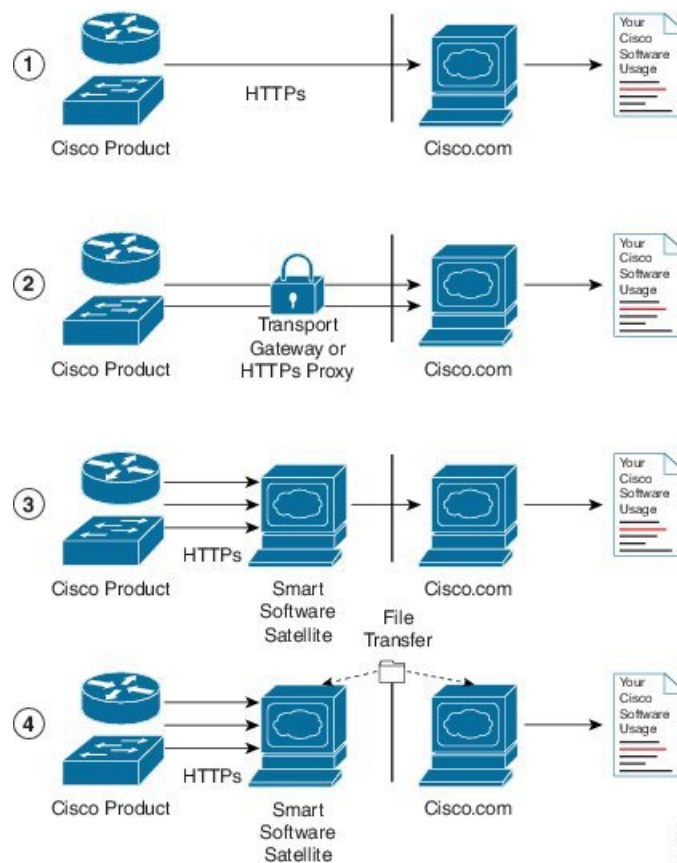 Your
Cisco
Software
Usage
1
HTTPs
Cisco Product
Cisco.com
Your
Cisco
Software
Usage
2
Transport
Gateway or
HTTPs Proxy
Cisco Product
Cisco.com
Your
Cisco
Software
Usage
3
HTTPs
Cisco Product
Smart
Software
Satellite
Cisco.com
File
Transfer
Your
Cisco
Software
Usage
4
HTTPs
Cisco Product
Smart
Software
Satellite
Cisco.com